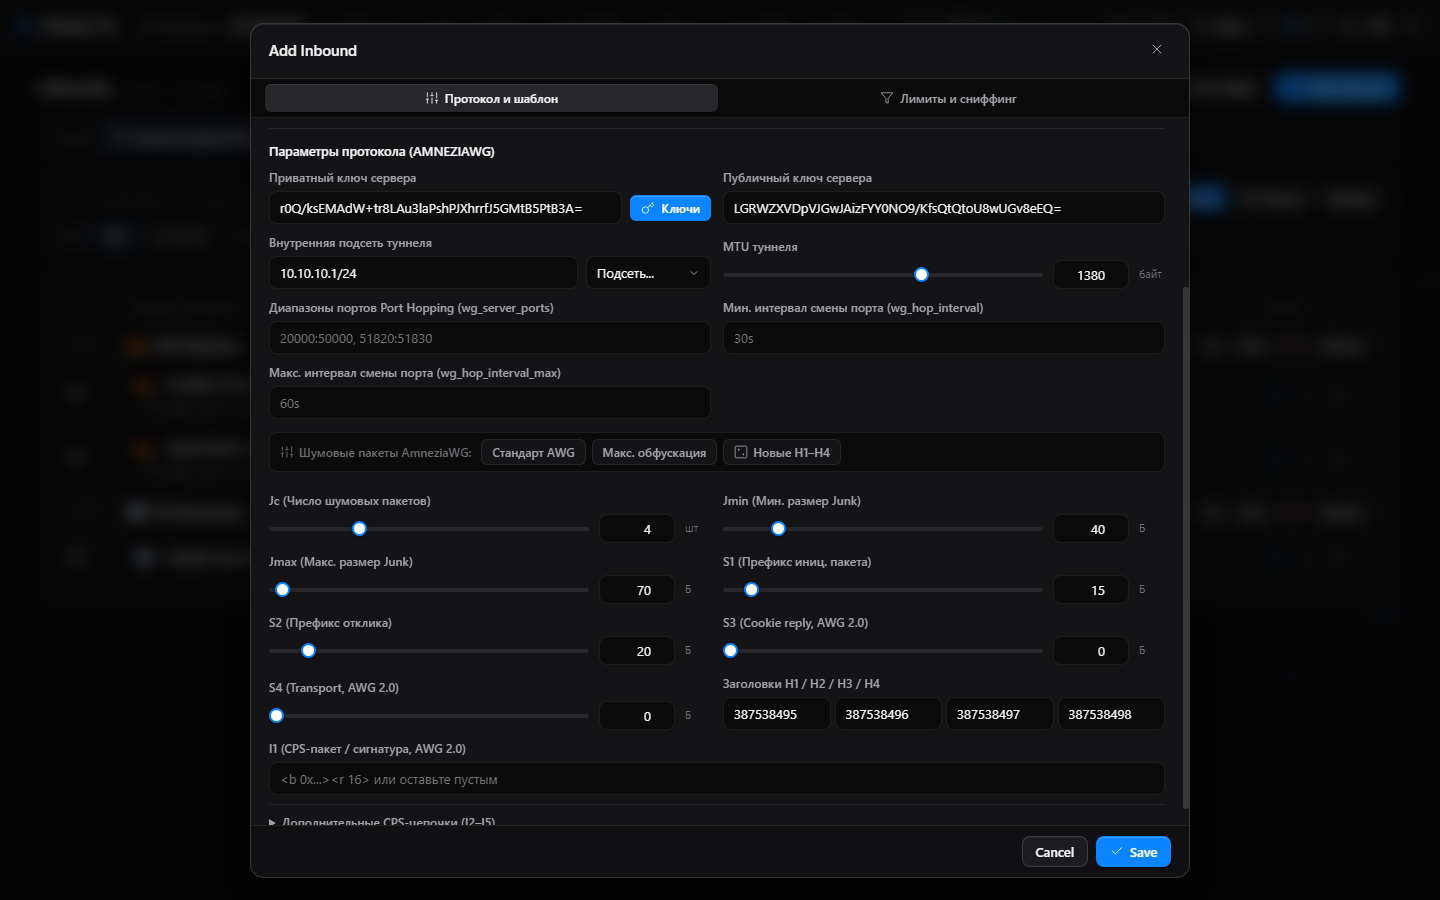 Add Inbound
Протокол и шаблон
Лимиты и сниффинг
Параметры протокола (AMNEZIAWG)
Приватный ключ сервера
Публичный ключ сервера
r0Q/ksEMAdW+tr8LAu3laPshPJXhrrfJ5GMtB5PtB3A=
Ключи
LGRWZXVDpVJGwJAizFYY0NO9/KfsQtQtoU8wUGv8eEQ=
Внутренняя подсеть туннеля
MTU туннеля
10.10.10.1/24
Подсеть...
1380
байт
Диапазоны портов Port Hopping (wg_server_ports)
Мин. интервал смены порта (wg_hop_interval)
20000:50000, 51820:51830
30s
Макс. интервал смены порта (wg_hop_interval_max)
60s
Шумовые пакеты AmneziaWG:
Стандарт AWG
Макс. обфускация
Новые H1–H4
Jc (Число шумовых пакетов)
Jmin (Мин. размер Junk)
4
шт
40
Б
Jmax (Макс. размер Junk)
S1 (Префикс иниц. пакета)
70
Б
15
Б
S2 (Префикс отклика)
S3 (Cookie reply, AWG 2.0)
20
Б
0
Б
S4 (Transport, AWG 2.0)
Заголовки H1 / H2 / H3 / H4
0
Б
387538495
387538496
387538497
387538498
I1 (CPS-пакет / сигнатура, AWG 2.0)
<b 0x...><r 16> или оставьте пустым
Дополнительные CPS-цепочки (I2–I5)
Cancel
Save